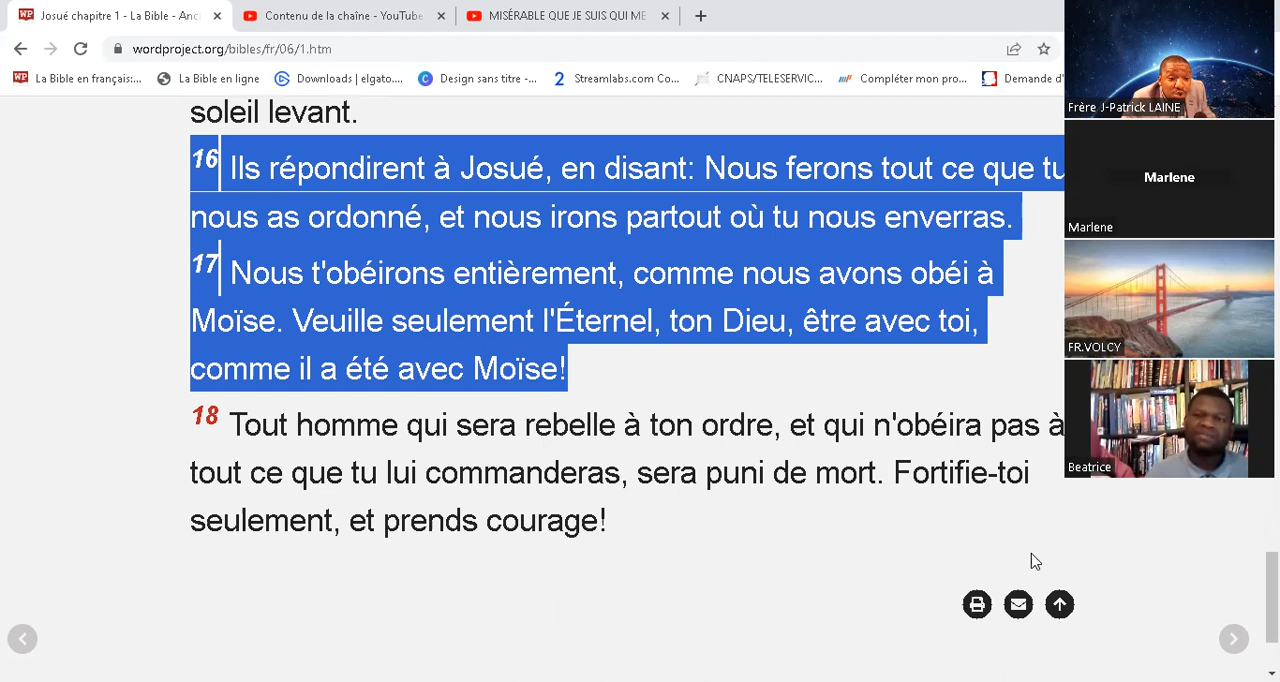 Josué chapitre 1 - La Bible - Anc
Contenu de la chaîne - YouTube
MISÉRABLE QUE JE SUIS QUI ME
wordproject.org/bibles/fr/06/1.htm
La Bible en français:...
La Bible en ligne
Downloads | elgato....
Design sans titre -...
Streamlabs.com Co...
CNAPS/TELESERVIC...
Compléter mon pro...
Demande d'
soleil levant.
16 Ils répondirent à Josué, en disant: Nous ferons tout ce que tu
nous as ordonné, et nous irons partout où tu nous enverras.
17 Nous t'obéirons entièrement, comme nous avons obéi à
Moïse. Veuille seulement l'Éternel, ton Dieu, être avec toi,
comme il a été avec Moïse!
18 Tout homme qui sera rebelle à ton ordre, et qui n'obéira pas à
tout ce que tu lui commanderas, sera puni de mort. Fortifie-toi
seulement, et prends courage!
Frère J-Patrick LAINE
Marlene
Marlene
FR.VOLCY
Beatrice